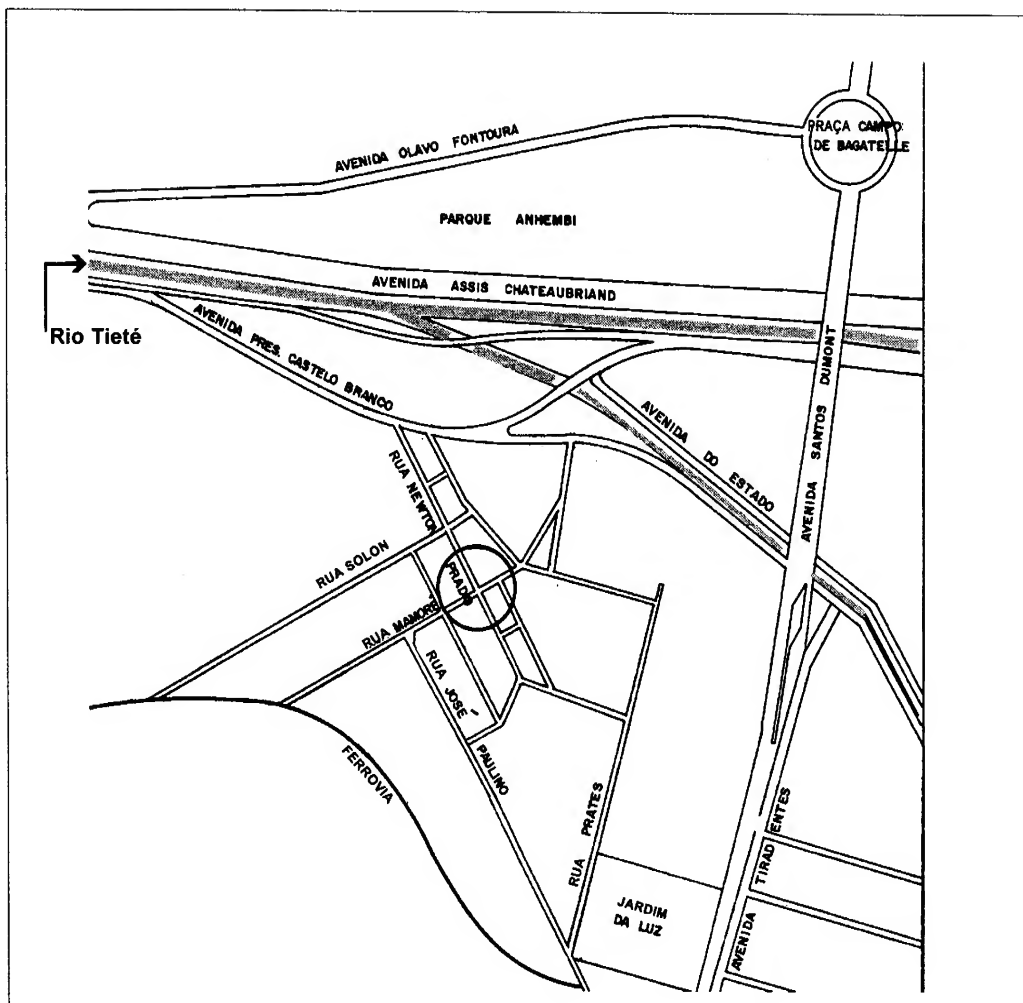 PRAÇA CAMPO
DE BAGATELLE
AVENIDA OLAVO FONTOURA
PARQUE ANHEMBI
AVENIDA ASSIS CHATEAUBRIAND
Rio Tieté
AVENIDA PRES. CASTELO BRANCO
AVENIDA SANTOS DUMONT
AVENIDA DO ESTADO
RUA NEWTON
PRADO
RUA SOLON
RUA MAMORÉ
RUA JOSÉ
PAULINO
FERROVIA
RUA PRATES
AVENIDA TIRADENTES
JARDIM
DA LUZ